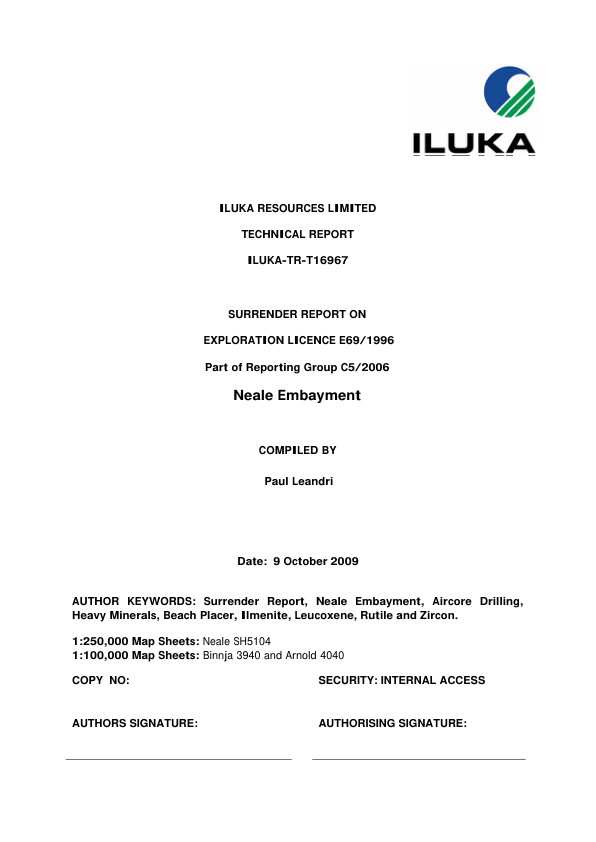 ILUKA
ILUKA RESOURCES LIMITED
TECHNICAL REPORT
ILUKA-TR-T16967
SURRENDER REPORT ON
EXPLORATION LICENCE E69/1996
Part of Reporting Group C5/2006
Neale Embayment
COMPILED BY
Paul Leandri
Date: 9 October 2009
AUTHOR KEYWORDS: Surrender Report, Neale Embayment, Aircore Drilling,
Heavy Minerals, Beach Placer, Ilmenite, Leucoxene, Rutile and Zircon.
1:250,000 Map Sheets: Neale SH5104
1:100,000 Map Sheets: Binnja 3940 and Arnold 4040
COPY NO: SECURITY: INTERNAL ACCESS
AUTHORS SIGNATURE: AUTHORISING SIGNATURE: